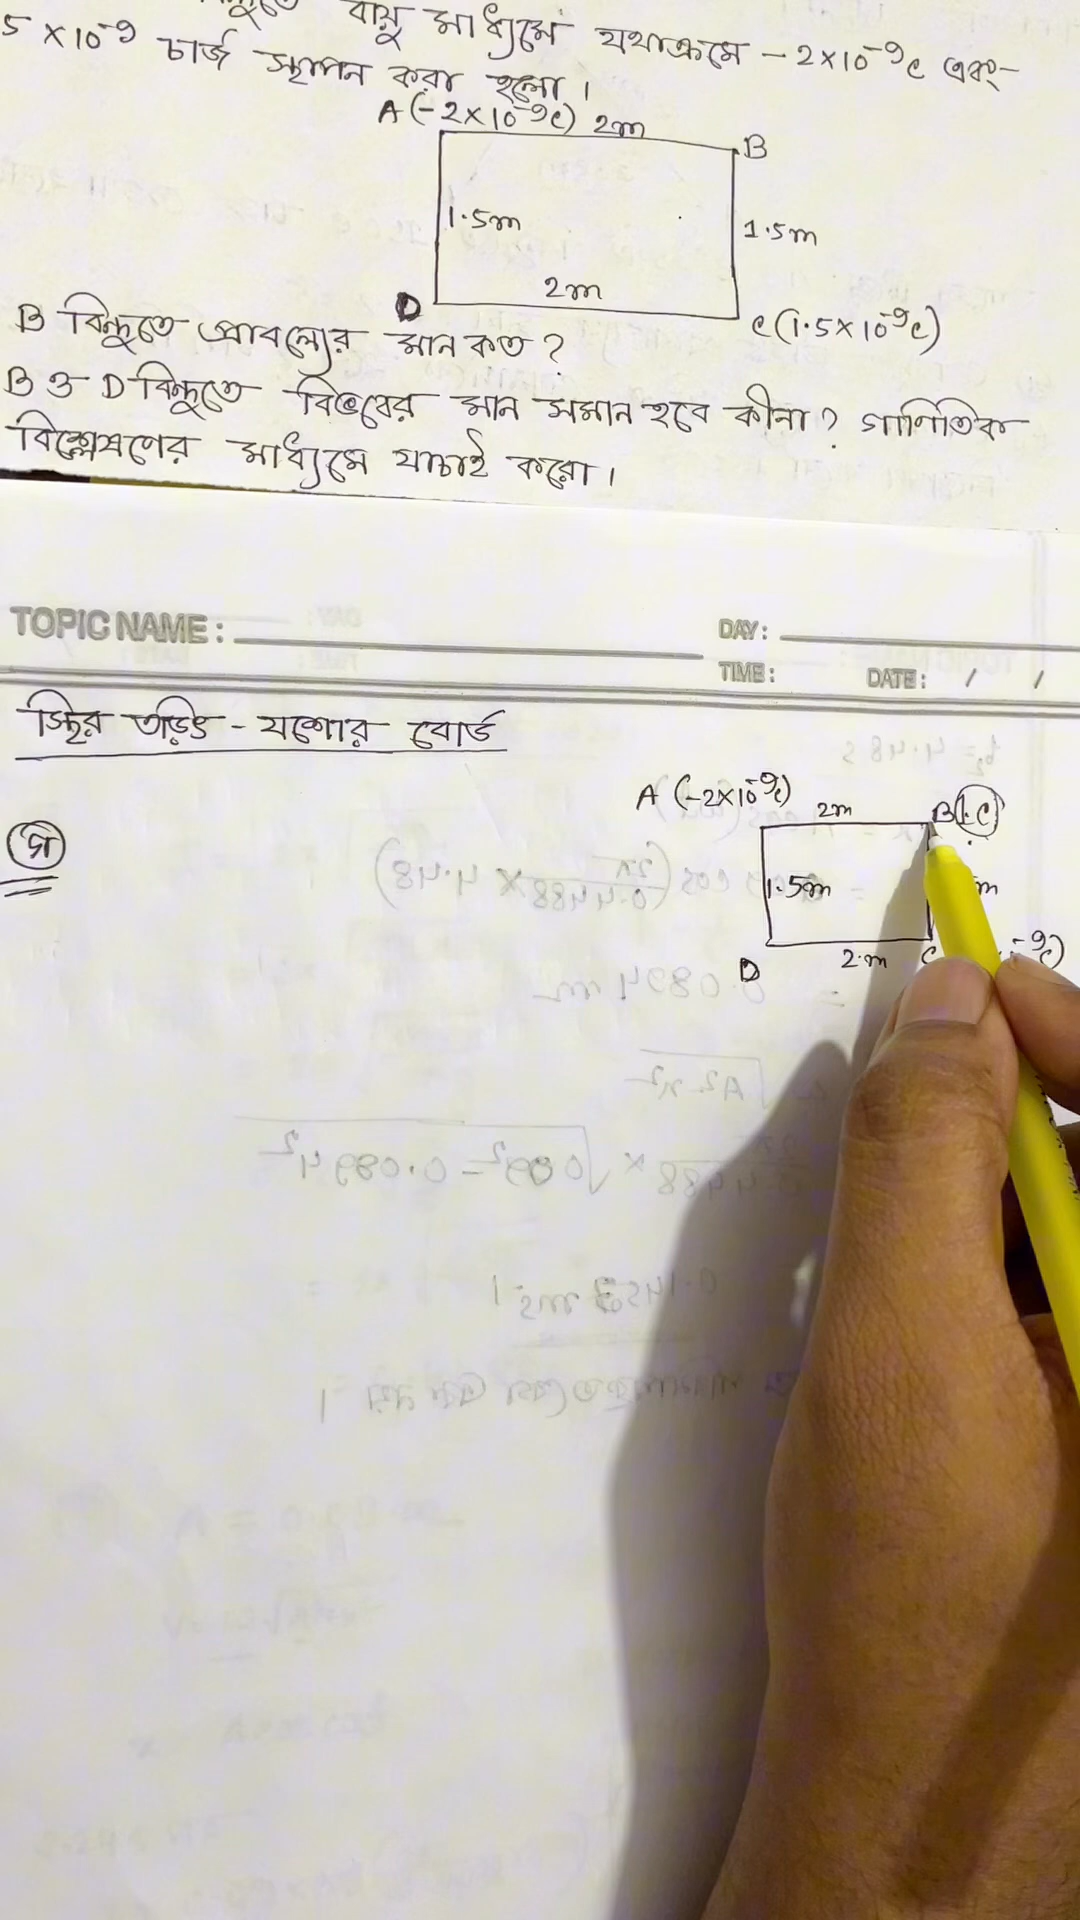 বায়ু মাধ্যমে যথাক্রমে -2×10⁻⁹c এবং
5 ×10⁻⁹ চার্জ স্থাপন করা হলো।
A (-2×10⁻⁹c) 2m
B
1.5m
1.5m
2m
D
C (1.5×10⁻⁹c)
B বিন্দুতে প্রাবল্যের মান কত?
B ও D বিন্দুতে বিভবের মান সমান হবে কীনা? গাণিতিক
বিশ্লেষণের মাধ্যমে যাচাই করো।
TOPIC NAME :
DAY :
TIME :
DATE : / /
স্থির তড়িৎ - যশোর বোর্ড
A (-2×10⁻⁹c)
2m
B
1.5m
m
D
2.m
C
⁻⁹c)
গ